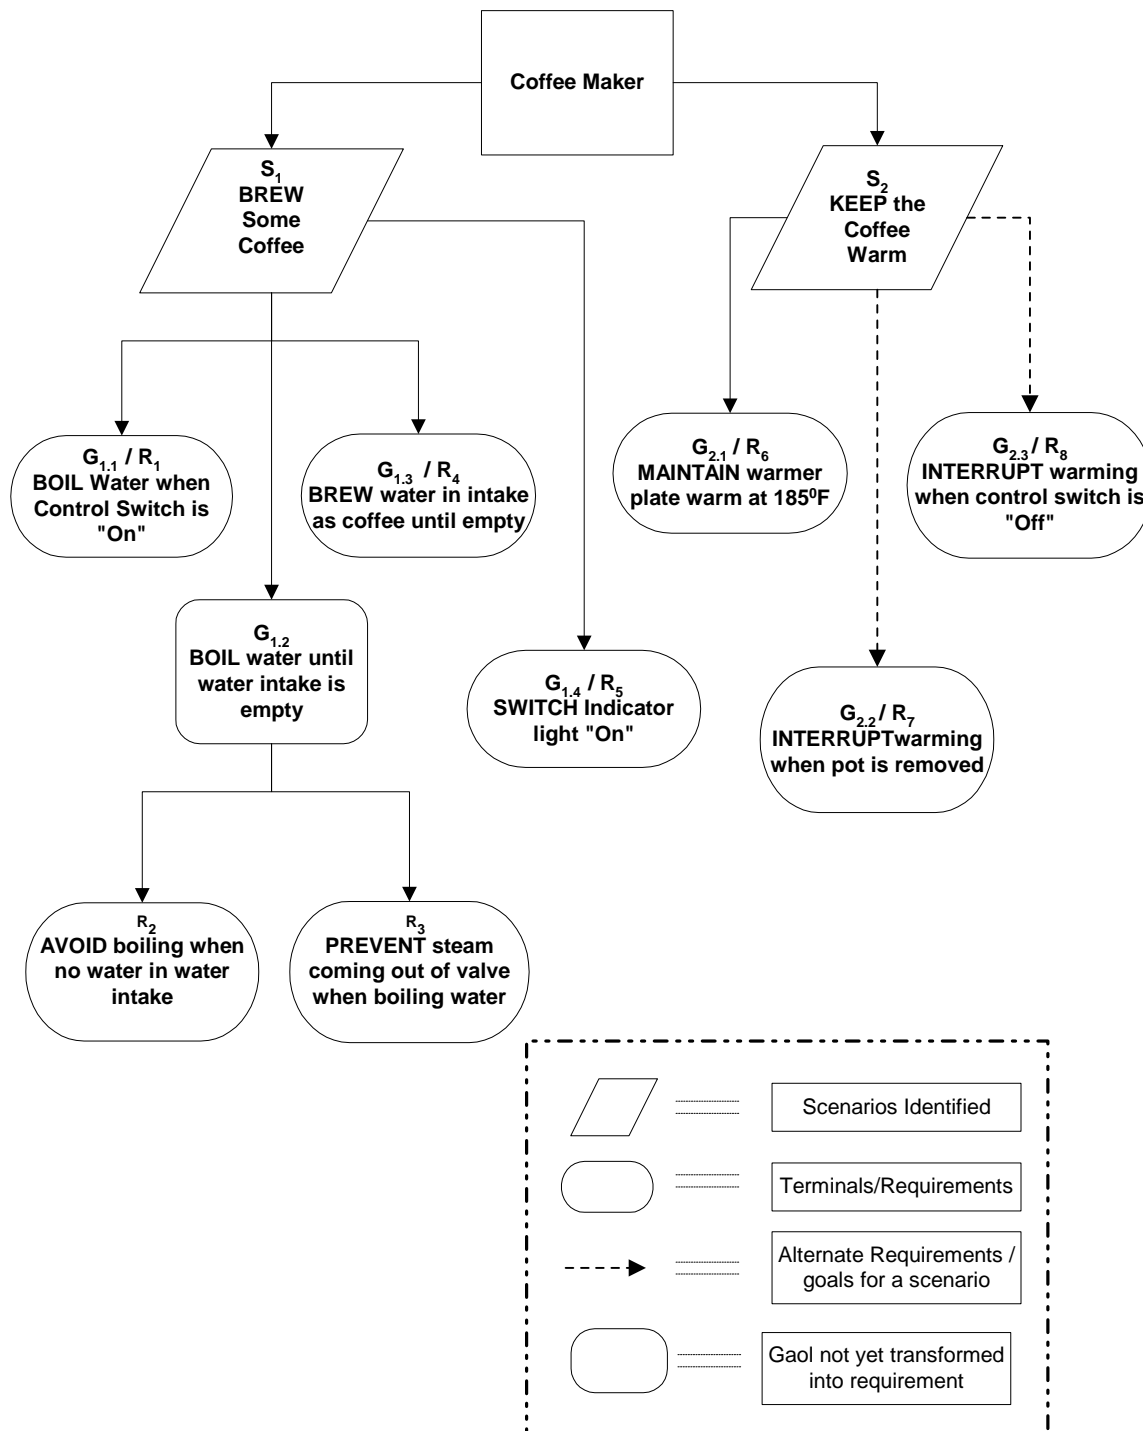 Coffee Maker
S1
BREW
Some
Coffee
S2
KEEP the
Coffee
Warm
G1.1 / R1
BOIL Water when
Control Switch is
"On"
G1.3 / R4
BREW water in intake
as coffee until empty
G2.1 / R6
MAINTAIN warmer
plate warm at 185⁰F
G2.3 / R8
INTERRUPT warming
when control switch is
"Off"
G1.2
BOIL water until
water intake is
empty
G1.4 / R5
SWITCH Indicator
light "On"
G2.2 / R7
INTERRUPTwarming
when pot is removed
R2
AVOID boiling when
no water in water
intake
R3
PREVENT steam
coming out of valve
when boiling water
Scenarios Identified
Terminals/Requirements
Alternate Requirements /
goals for a scenario
Gaol not yet transformed
into requirement